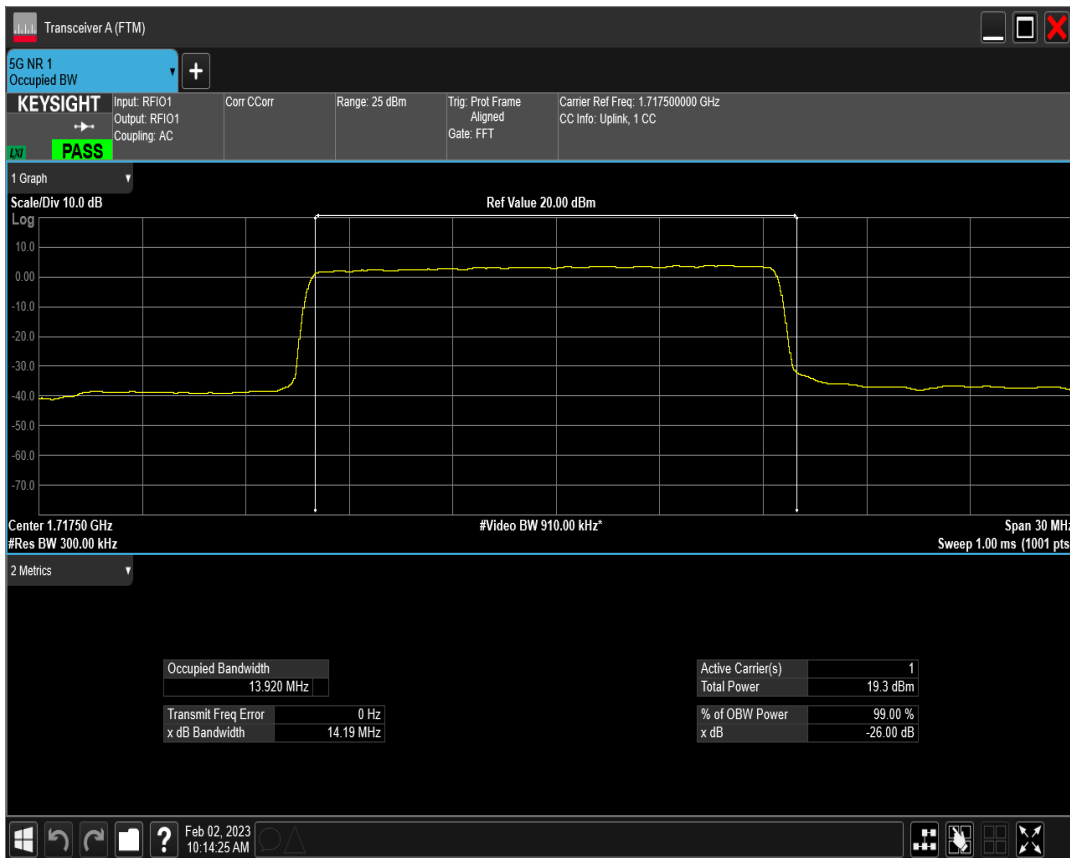 Transceiver A (FTM)
5G NR 1
Occupied BW
+
KEYSIGHT
LXI
PASS
Input: RFIO1
Output: RFIO1
Coupling: AC
Corr CCorr
Range: 25 dBm
Trig: Prot Frame
Aligned
Gate: FFT
Carrier Ref Freq: 1.717500000 GHz
CC Info: Uplink, 1 CC
1 Graph
Scale/Div 10.0 dB
Ref Value 20.00 dBm
Log
10.0
0.00
-10.0
-20.0
-30.0
-40.0
-50.0
-60.0
-70.0
Center 1.71750 GHz
#Video BW 910.00 kHz*
Span 30 MHz
#Res BW 300.00 kHz
Sweep 1.00 ms (1001 pts
2 Metrics
Occupied Bandwidth
13.920 MHz
Transmit Freq Error 0 Hz
x dB Bandwidth 14.19 MHz
Active Carrier(s) 1
Total Power 19.3 dBm
% of OBW Power 99.00 %
x dB -26.00 dB
?
Feb 02, 2023
10:14:25 AM